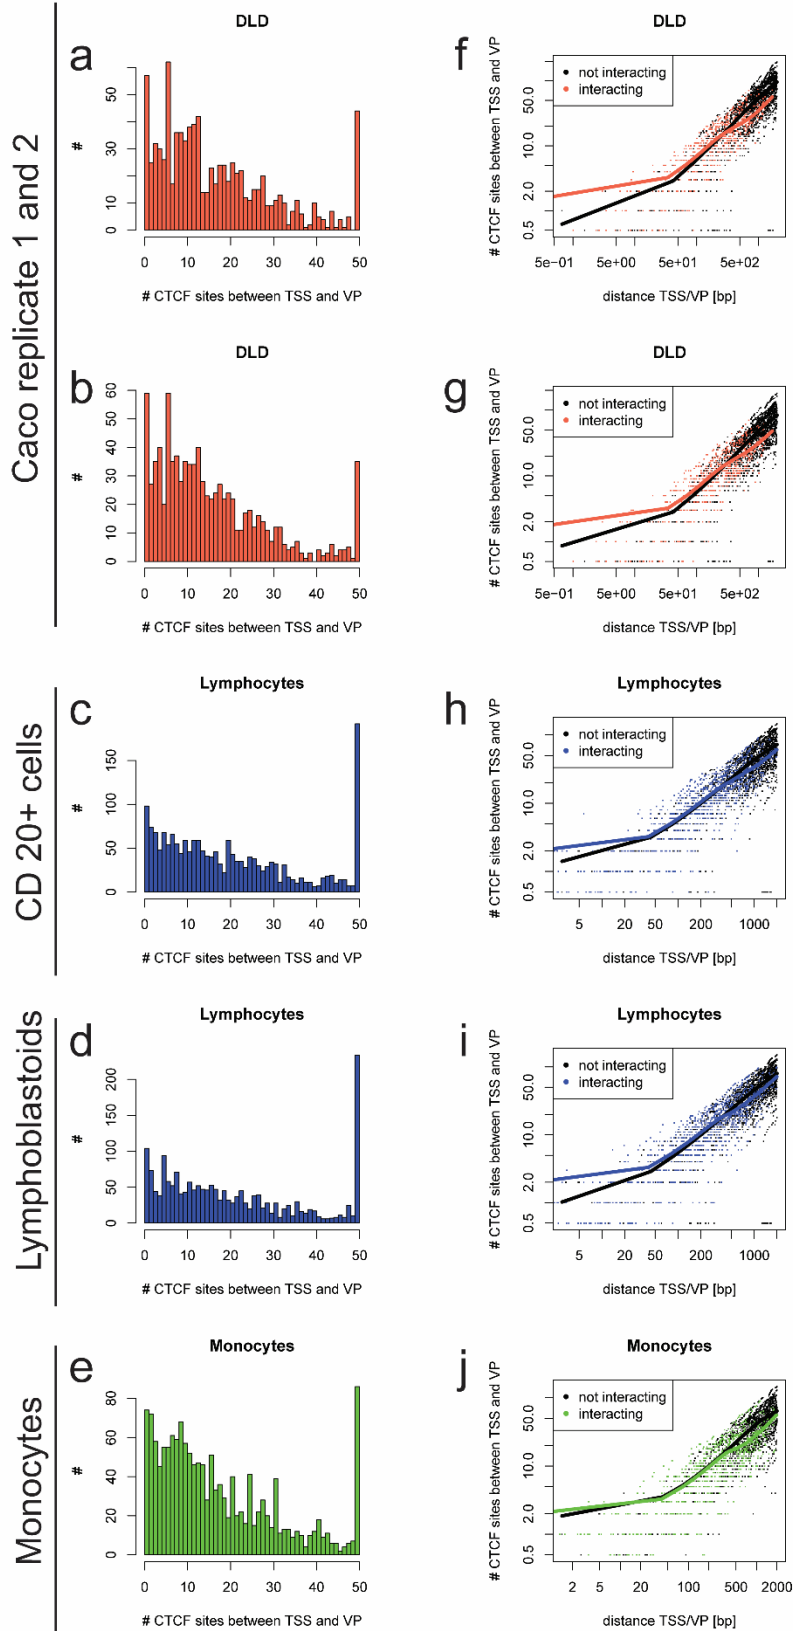 Caco replicate 1 and 2
a
DLD
#
0 10 30 50
0 10 20 30 40 50
# CTCF sites between TSS and VP
f
DLD
not interacting
interacting
# CTCF sites between TSS and VP
0.5 2.0 10.0 50.0
5e−01 5e+00 5e+01 5e+02
distance TSS/VP [bp]
b
DLD
#
0 10 20 30 40 50 60
0 10 20 30 40 50
# CTCF sites between TSS and VP
g
DLD
not interacting
interacting
# CTCF sites between TSS and VP
0.5 2.0 10.0 50.0
5e−01 5e+00 5e+01 5e+02
distance TSS/VP [bp]
CD 20+ cells
c
Lymphocytes
#
0 50 100 150
0 10 20 30 40 50
# CTCF sites between TSS and VP
h
Lymphocytes
not interacting
interacting
# CTCF sites between TSS and VP
0.5 2.0 10.0 50.0
5 20 50 200 1000
distance TSS/VP [bp]
Lymphoblastoids
d
Lymphocytes
#
0 50 100 150 200
0 10 20 30 40 50
# CTCF sites between TSS and VP
i
Lymphocytes
not interacting
interacting
# CTCF sites between TSS and VP
0.5 2.0 10.0 50.0
5 20 50 200 1000
distance TSS/VP [bp]
Monocytes
e
Monocytes
#
0 20 40 60 80
0 10 20 30 40 50
# CTCF sites between TSS and VP
j
Monocytes
not interacting
interacting
# CTCF sites between TSS and VP
0.5 2.0 10.0 50.0
2 5 20 100 500 2000
distance TSS/VP [bp]